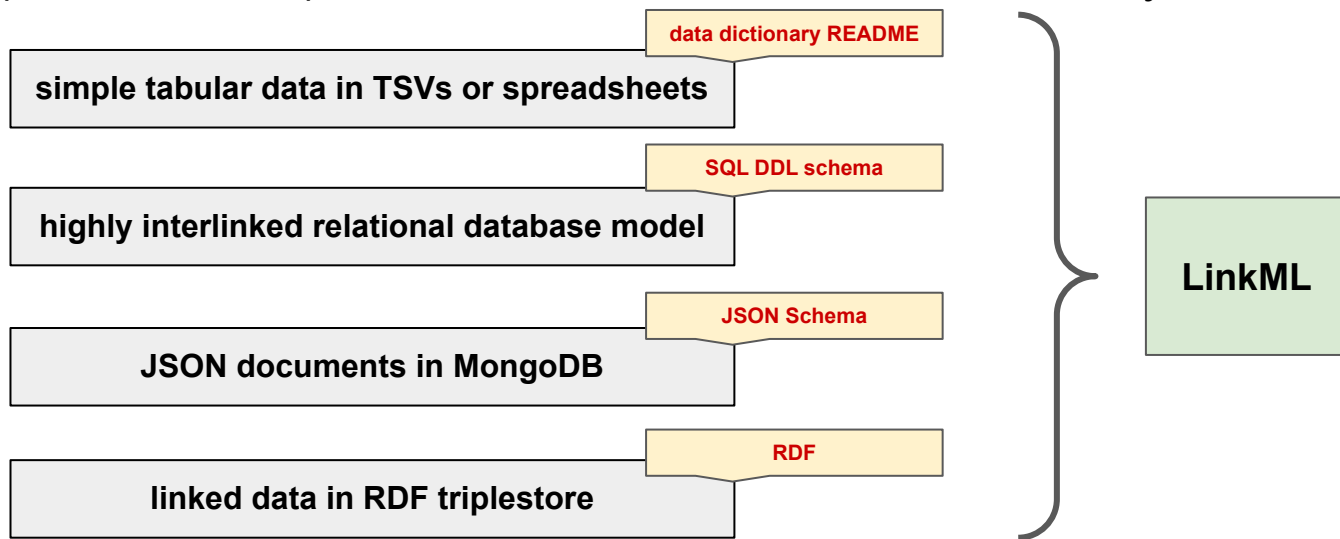 data dictionary README
simple tabular data in TSVs or spreadsheets
SQL DDL schema
highly interlinked relational database model
LinkML
JSON Schema
JSON documents in MongoDB
RDF
linked data in RDF triplestore